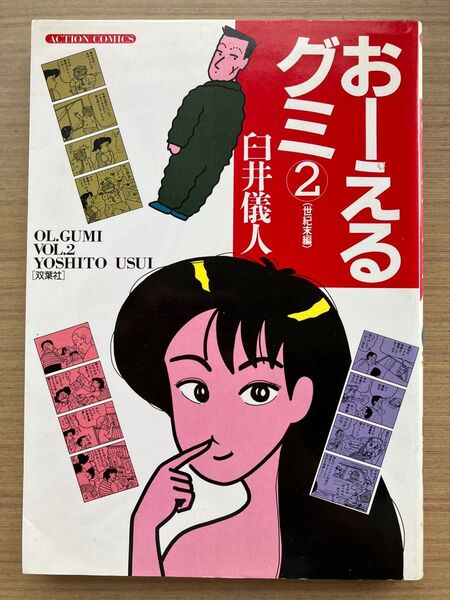 ACTION COMICS
おーえる
グミ②
(世紀末編)
臼井儀人
OL.GUMI
VOL.2
YOSHITO USUI
[双葉社]